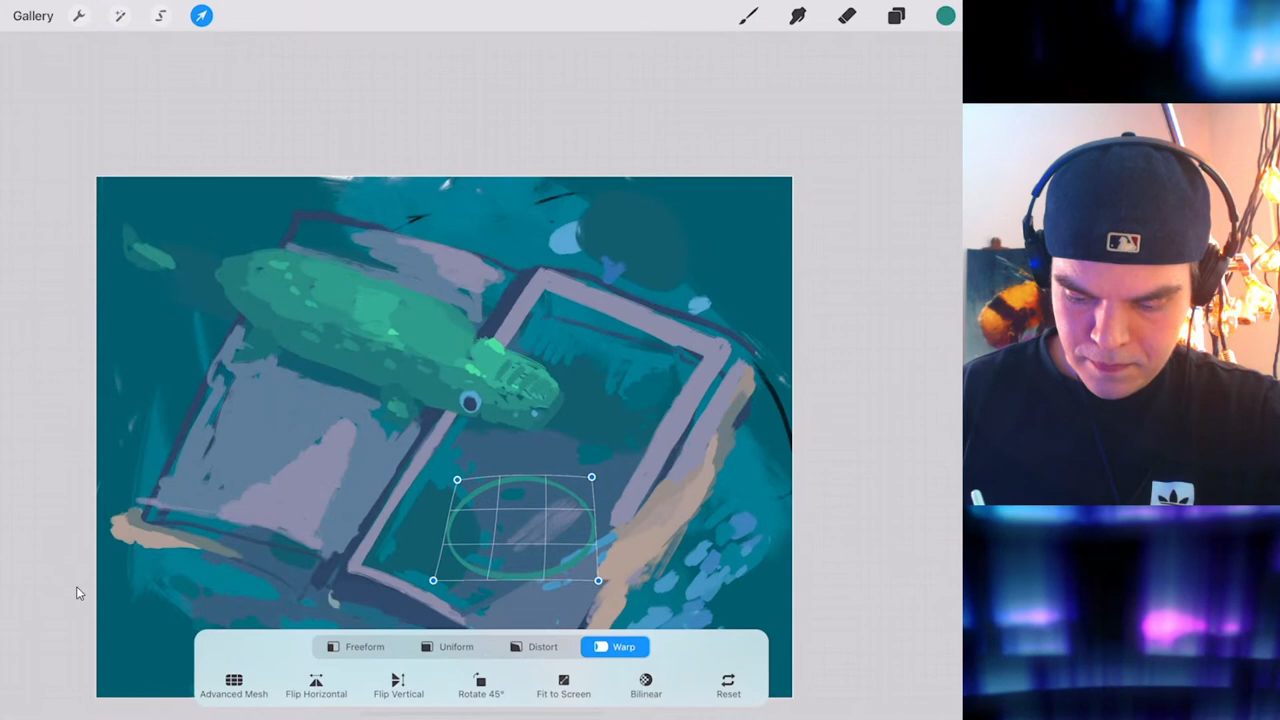 Gallery
Freeform Uniform Distort Warp
Advanced Mesh Flip Horizontal Flip Vertical Rotate 45° Fit to Screen Bilinear Reset